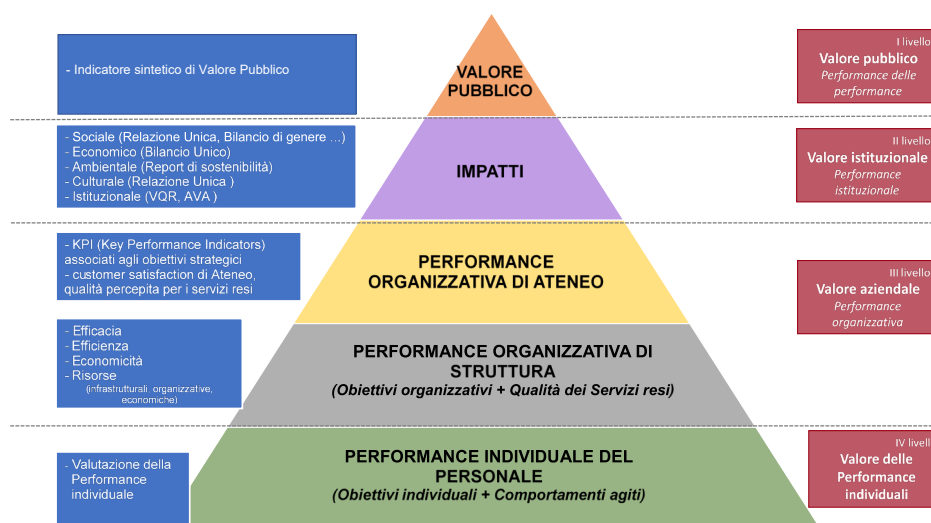 - Indicatore sintetico di Valore Pubblico
VALORE
PUBBLICO
I livello
Valore pubblico
Performance delle
performance
- Sociale (Relazione Unica, Bilancio di genere ...)
- Economico (Bilancio Unico)
- Ambientale (Report di sostenibilità)
- Culturale (Relazione Unica )
- Istituzionale (VQR, AVA )
IMPATTI
II livello
Valore istituzionale
Performance
istituzionale
- KPI (Key Performance Indicators)
associati agli obiettivi strategici
- customer satisfaction di Ateneo,
qualità percepita per i servizi resi
PERFORMANCE
ORGANIZZATIVA DI ATENEO
III livello
Valore aziendale
Performance
organizzativa
- Efficacia
- Efficienza
- Economicità
- Risorse
(infrastrutturali, organizzative,
economiche)
PERFORMANCE ORGANIZZATIVA DI
STRUTTURA
(Obiettivi organizzativi + Qualità dei Servizi resi)
- Valutazione della
Performance
individuale
PERFORMANCE INDIVIDUALE DEL
PERSONALE
(Obiettivi individuali + Comportamenti agiti)
IV livello
Valore delle
Performance
individuali